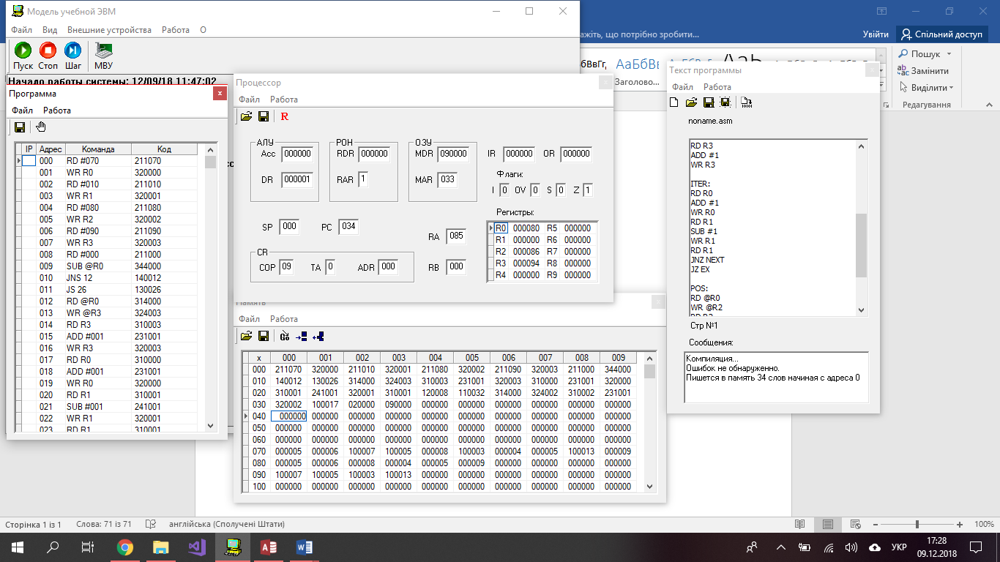 Модель учебной ЭВМ
Файл Вид Внешние устройства Работа О
Пуск Стоп Шаг МВУ
Начало работы системы: 12/09/18 11:47:02
Увійти Спільний доступ
Пошук
Замінити
Виділити
Редагування
Программа
Файл Работа
IP Адрес Команда Код
000 RD #070 211070
001 WR R0 320000
002 RD #010 211010
003 WR R1 320001
004 RD #080 211080
005 WR R2 320002
006 RD #090 211090
007 WR R3 320003
008 RD #000 211000
009 SUB @R0 344000
010 JNS 12 140012
011 JS 26 130026
012 RD @R0 314000
013 WR @R3 324003
014 RD R3 310003
015 ADD #001 231001
016 WR R3 320003
017 RD R0 310000
018 ADD #001 231001
019 WR R0 320000
020 RD R1 310001
021 SUB #001 241001
022 WR R1 320001
023 RD R1 310001
Процессор
Файл Работа
R
АЛУ РОН ОЗУ
Acc 000000 RDR 000000 MDR 090000 IR 000000 OR 000000
DR 000001 RAR 1 MAR 033
Флаги:
I 0 OV 0 S 0 Z 1
Регистры:
SP 000 PC 034 RA 085
CR
COP 09 TA 0 ADR 000 RB 000
R0 000080 R5 000000
R1 000000 R6 000000
R2 000086 R7 000000
R3 000094 R8 000000
R4 000000 R9 000000
Память
Файл Работа
Go
x 000 001 002 003 004 005 006 007 008 009
000 211070 320000 211010 320001 211080 320002 211090 320003 211000 344000
010 140012 130026 314000 324003 310003 231001 320003 310000 231001 320000
020 310001 241000 320001 310001 120008 110032 314000 324002 310002 231001
030 320002 100017 020000 090000 000000 000000 000000 000000 000000 000000
040 000000 000000 000000 000000 000000 000000 000000 000000 000000 000000
050 000000 000000 000000 000000 000000 000000 000000 000000 000000 000000
060 000000 000000 000000 000000 000000 000000 000000 000000 000000 000000
070 000005 000006 100007 100005 000008 100003 000004 000005 100013 000009
080 000005 000006 000008 000004 000005 000009 000000 000000 000000 000000
090 100007 100005 100003 100013 000000 000000 000000 000000 000000 000000
100 000000 000000 000000 000000 000000 000000 000000 000000 000000 000000
Текст программы
Файл Работа
noname.asm
RD R3
ADD #1
WR R3
ITER:
RD R0
ADD #1
WR R0
RD R1
SUB #1
WR R1
RD R1
JNZ NEXT
JZ EX
POS:
RD @R0
WR @R2
Стр №1
Сообщения:
Компиляция...
Ошибок не обнаруженно.
Пишется в память 34 слов начиная с адреса 0
Сторінка 1 із 1 Слова: 71 із 71 англійська (Сполучені Штати) 100%
УКР 17:28
09.12.2018